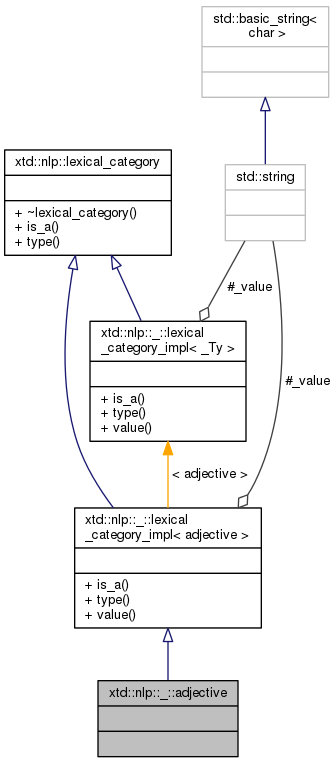 std::basic_string<
char >
xtd::nlp::lexical_category
+ ~lexical_category()
+ is_a()
+ type()
std::string
#_value
xtd::nlp::_::lexical
_category_impl< _Ty >
+ is_a()
+ type()
+ value()
#_value
< adjective >
xtd::nlp::_::lexical
_category_impl< adjective >
+ is_a()
+ type()
+ value()
xtd::nlp::_::adjective